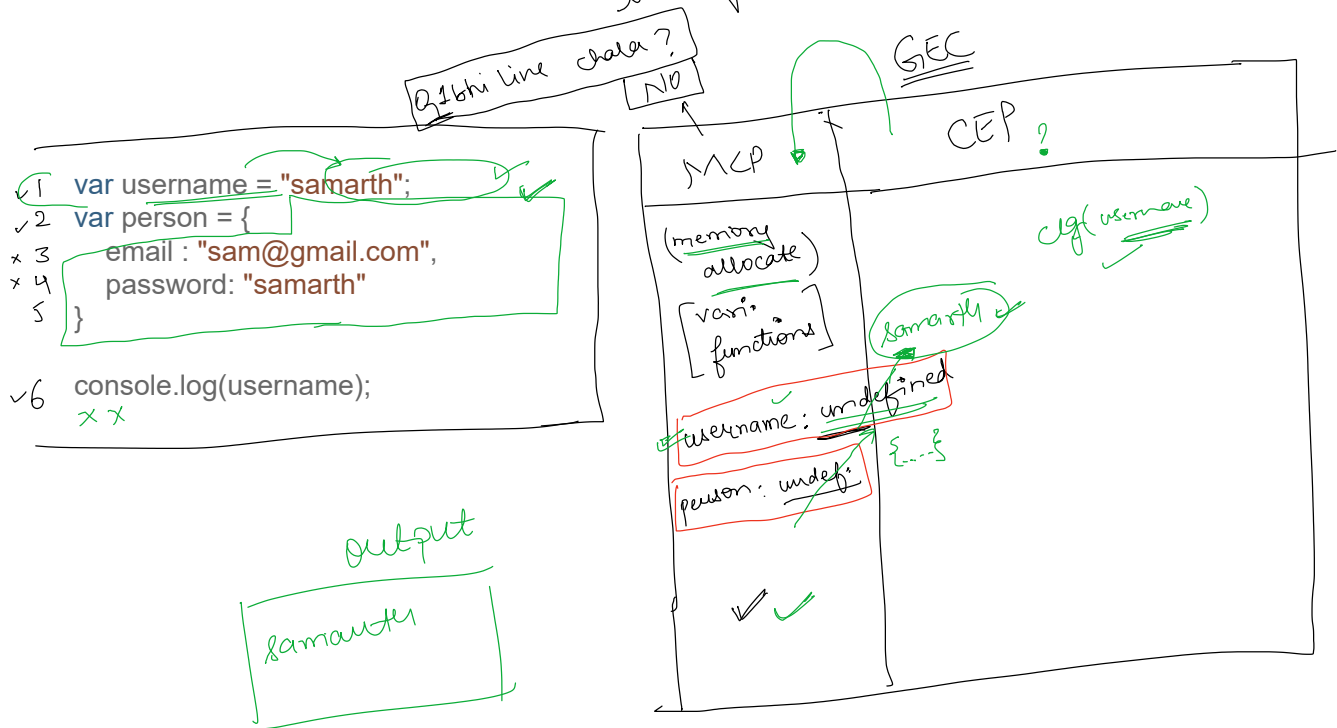 Q1bhi line chala?
NO
GEC
1 var username = "samarth";
2 var person = {
3 email : "sam@gmail.com",
4 password: "samarth"
5 }
6 console.log(username);
x x
MCP
CEP ?
(memory
allocate)
[vari:
functions]
clg(username)
samarth
username: undefined
{....}
person: undef:
output
samarth